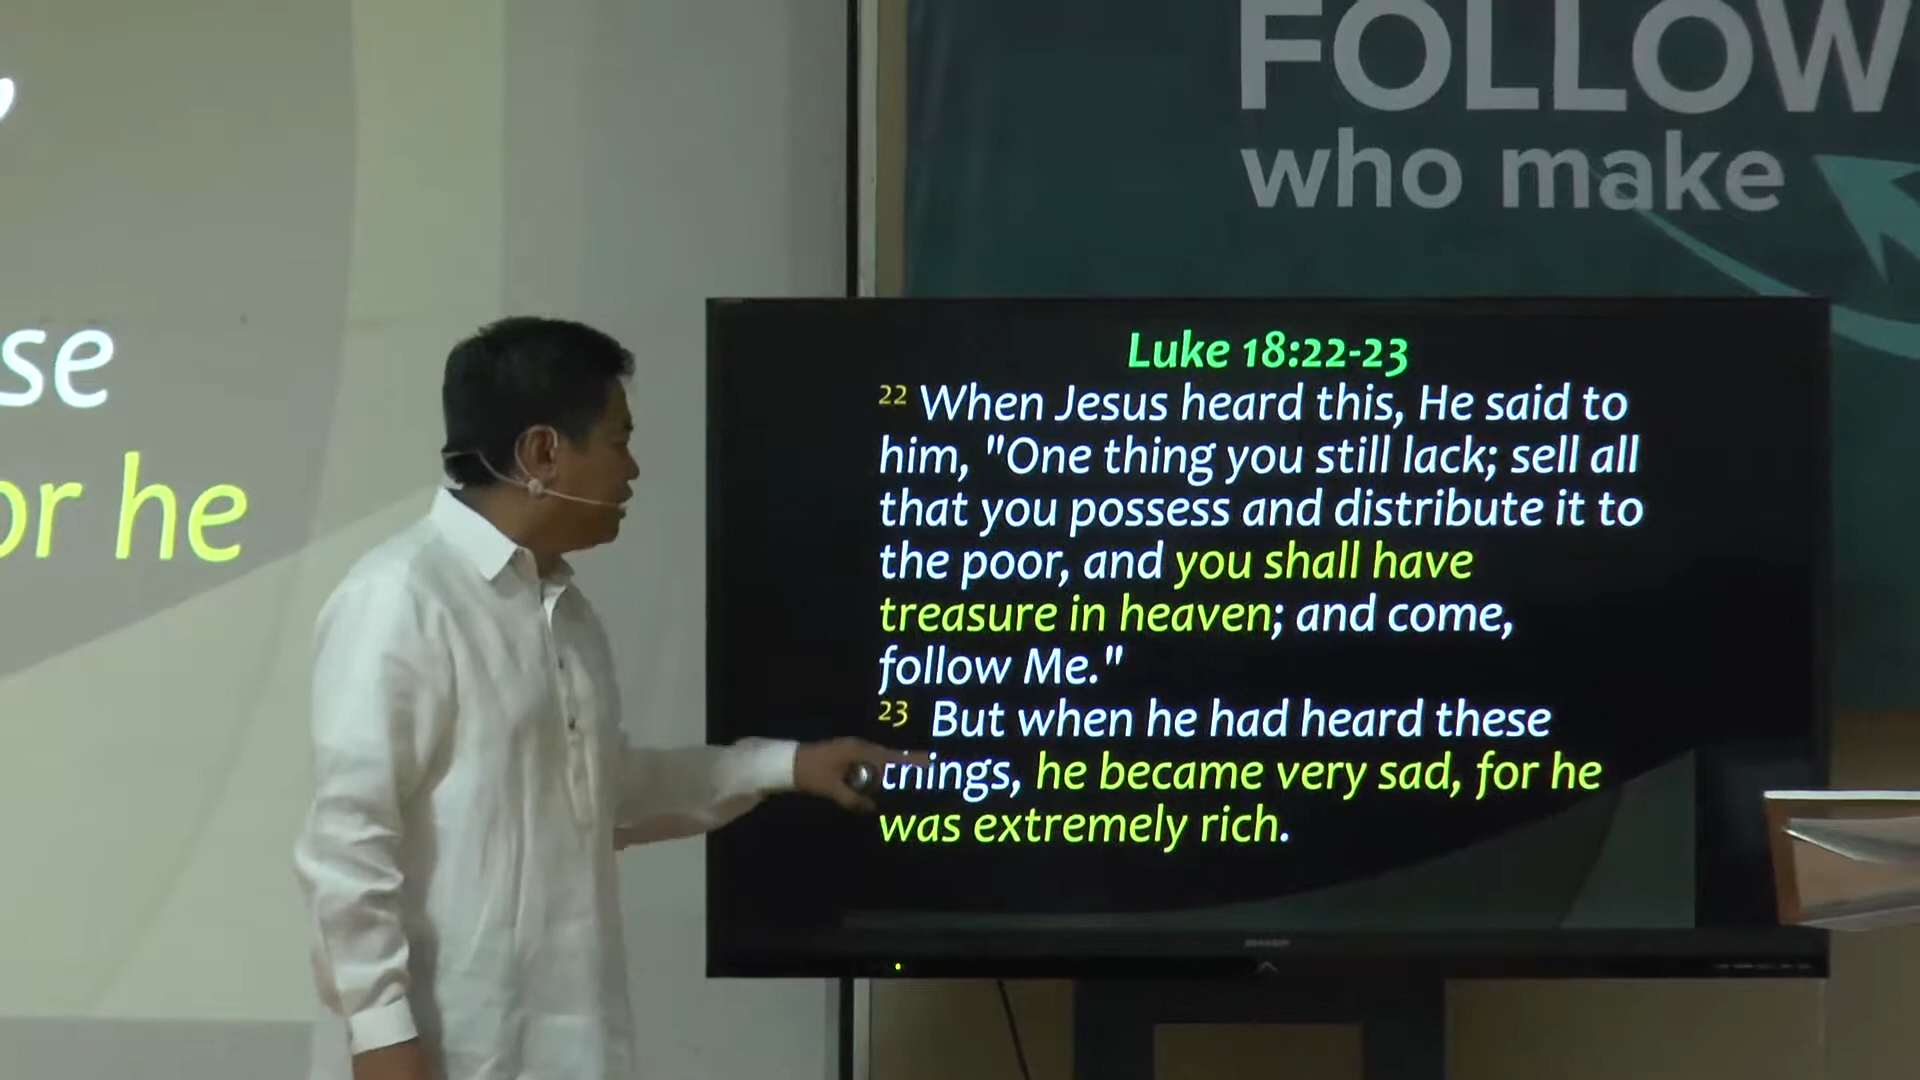 se
or he
FOLLOW
who make
Luke 18:22-23
22 When Jesus heard this, He said to
him, "One thing you still lack; sell all
that you possess and distribute it to
the poor, and you shall have
treasure in heaven; and come,
follow Me."
23 But when he had heard these
things, he became very sad, for he
was extremely rich.
SHARP